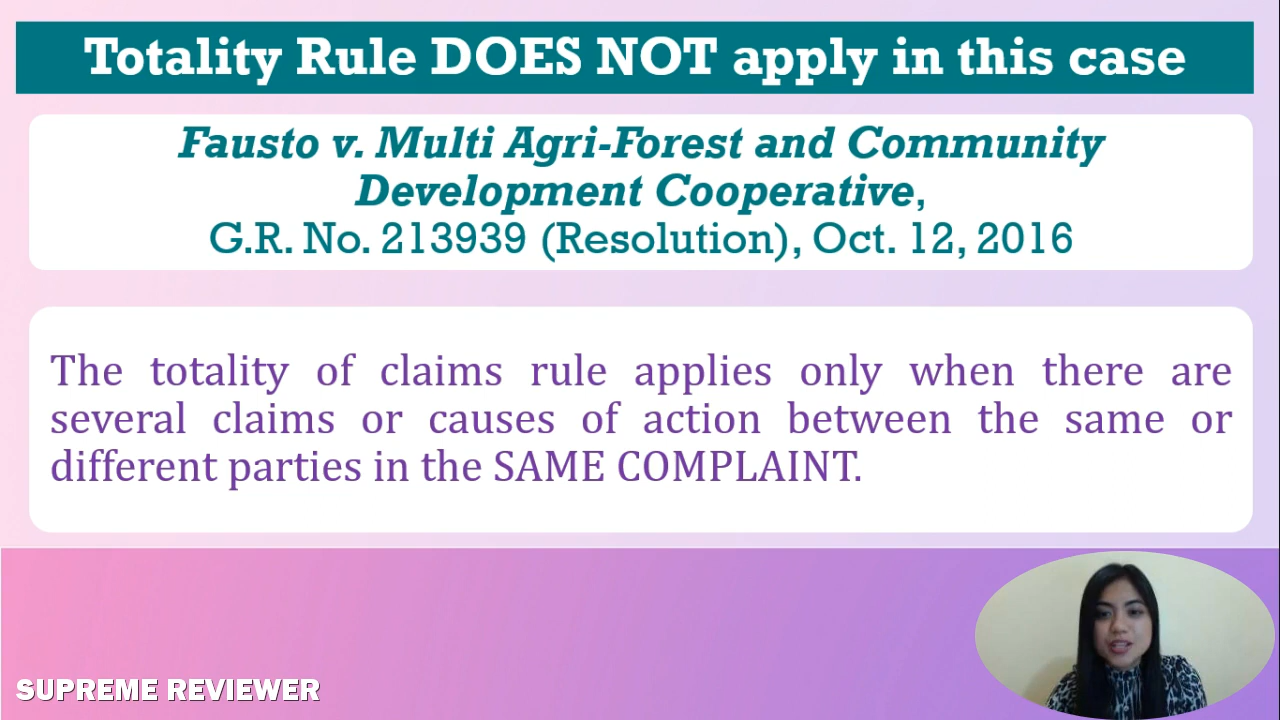 Totality Rule DOES NOT apply in this case
Fausto v. Multi Agri-Forest and Community
Development Cooperative,
G.R. No. 213939 (Resolution), Oct. 12, 2016
The totality of claims rule applies only when there are
several claims or causes of action between the same or
different parties in the SAME COMPLAINT.
SUPREME REVIEWER